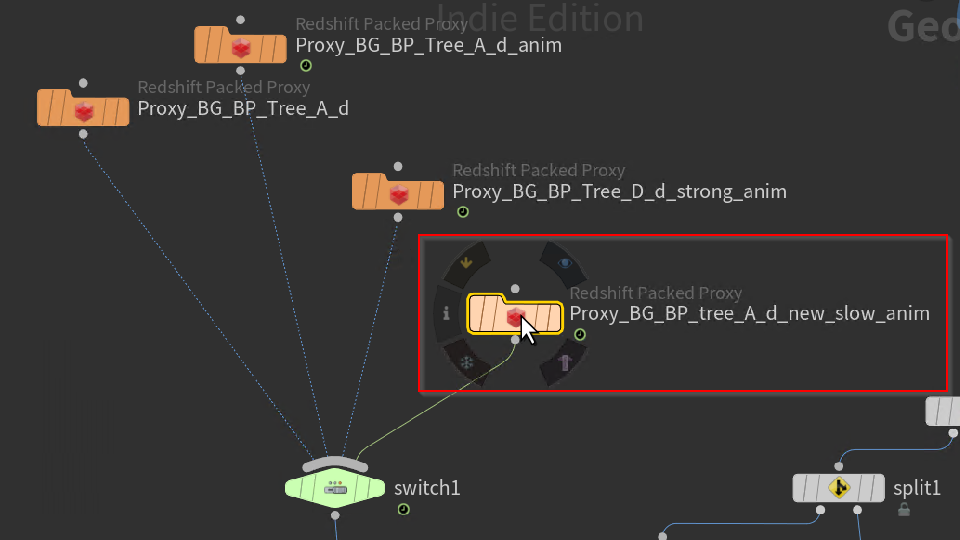 Indie Edition
Geo
Redshift Packed Proxy
Proxy_BG_BP_Tree_A_d_anim
Redshift Packed Proxy
Proxy_BG_BP_Tree_A_d
Redshift Packed Proxy
Proxy_BG_BP_Tree_D_d_strong_anim
Redshift Packed Proxy
Proxy_BG_BP_tree_A_d_new_slow_anim
switch1
split1